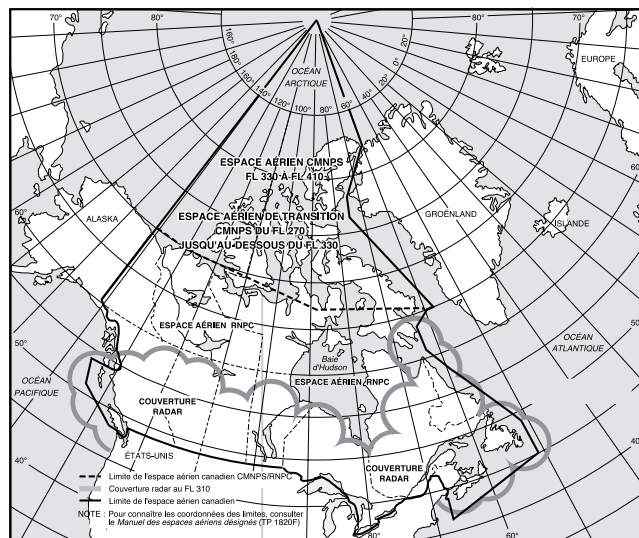 70°
80°
80°
70°
160°
160°
180°
160°
140°
120°
100°
80°
60°
40°
20°
0°
20°
EUROPE
OCÉAN
ARCTIQUE
60°
ESPACE AÉRIEN CMNPS
FL 330 À FL 410
ALASKA
ESPACE AÉRIEN DE TRANSITION
CMNPS DU FL 270
JUSQU'AU-DESSOUS DU FL 330
GROËNLAND
ISLANDE
60°
50°
ESPACE AÉRIEN RNPC
Baie
d'Hudson
ESPACE AÉRIEN RNPC
OCÉAN
ATLANTIQUE
50°
OCÉAN
PACIFIQUE
COUVERTURE
RADAR
40°
ÉTATS-UNIS
COUVERTURE
RADAR
40°
Limite de l'espace aérien canadien CMNPS/RNPC
Couverture radar au FL 310
Limite de l'espace aérien canadien
NOTE : Pour connaître les coordonnées des limites, consulter
le Manuel des espaces aériens désignés (TP 1820F)
80°
60°